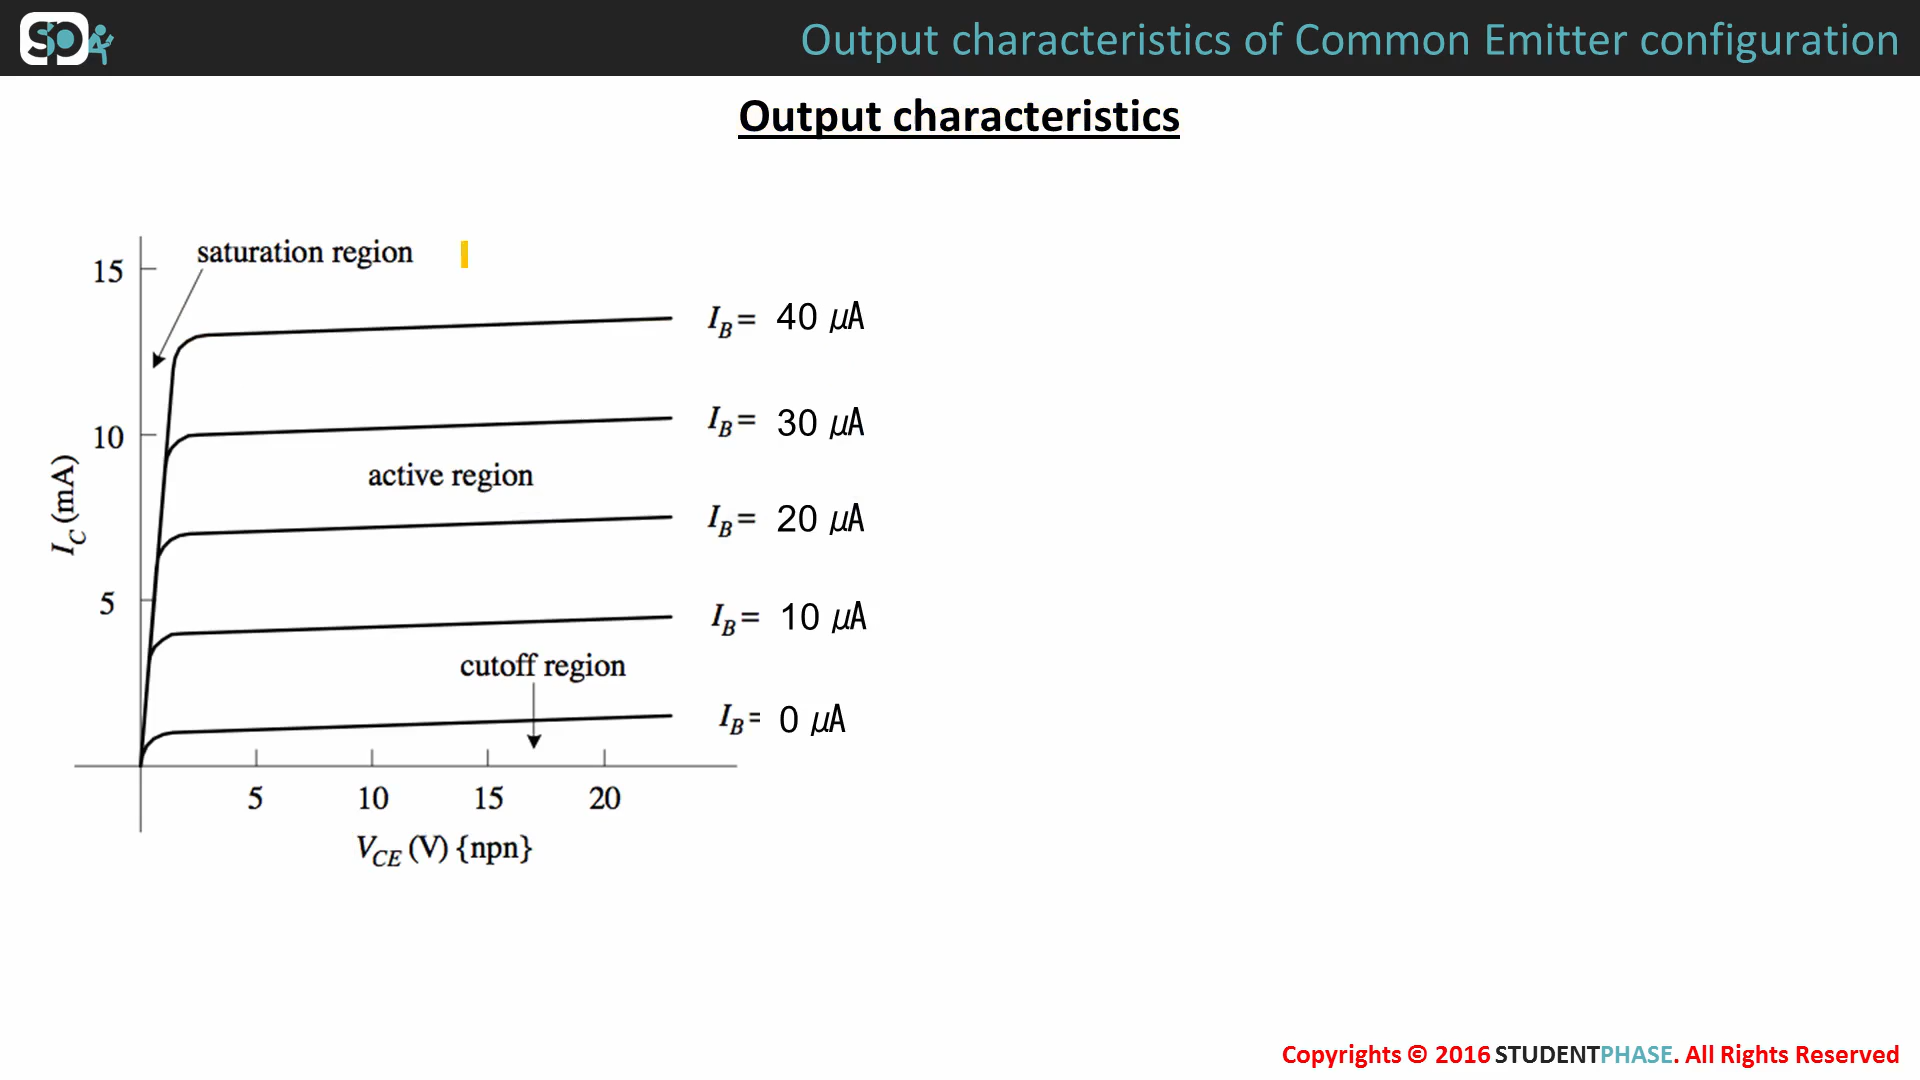 SP
Output characteristics of Common Emitter configuration
Output characteristics
saturation region
15
10
5
I_C (mA)
I_B = 40 µA
I_B = 30 µA
active region
I_B = 20 µA
I_B = 10 µA
cutoff region
I_B = 0 µA
5 10 15 20
V_CE (V) {npn}
Copyrights © 2016 STUDENTPHASE. All Rights Reserved